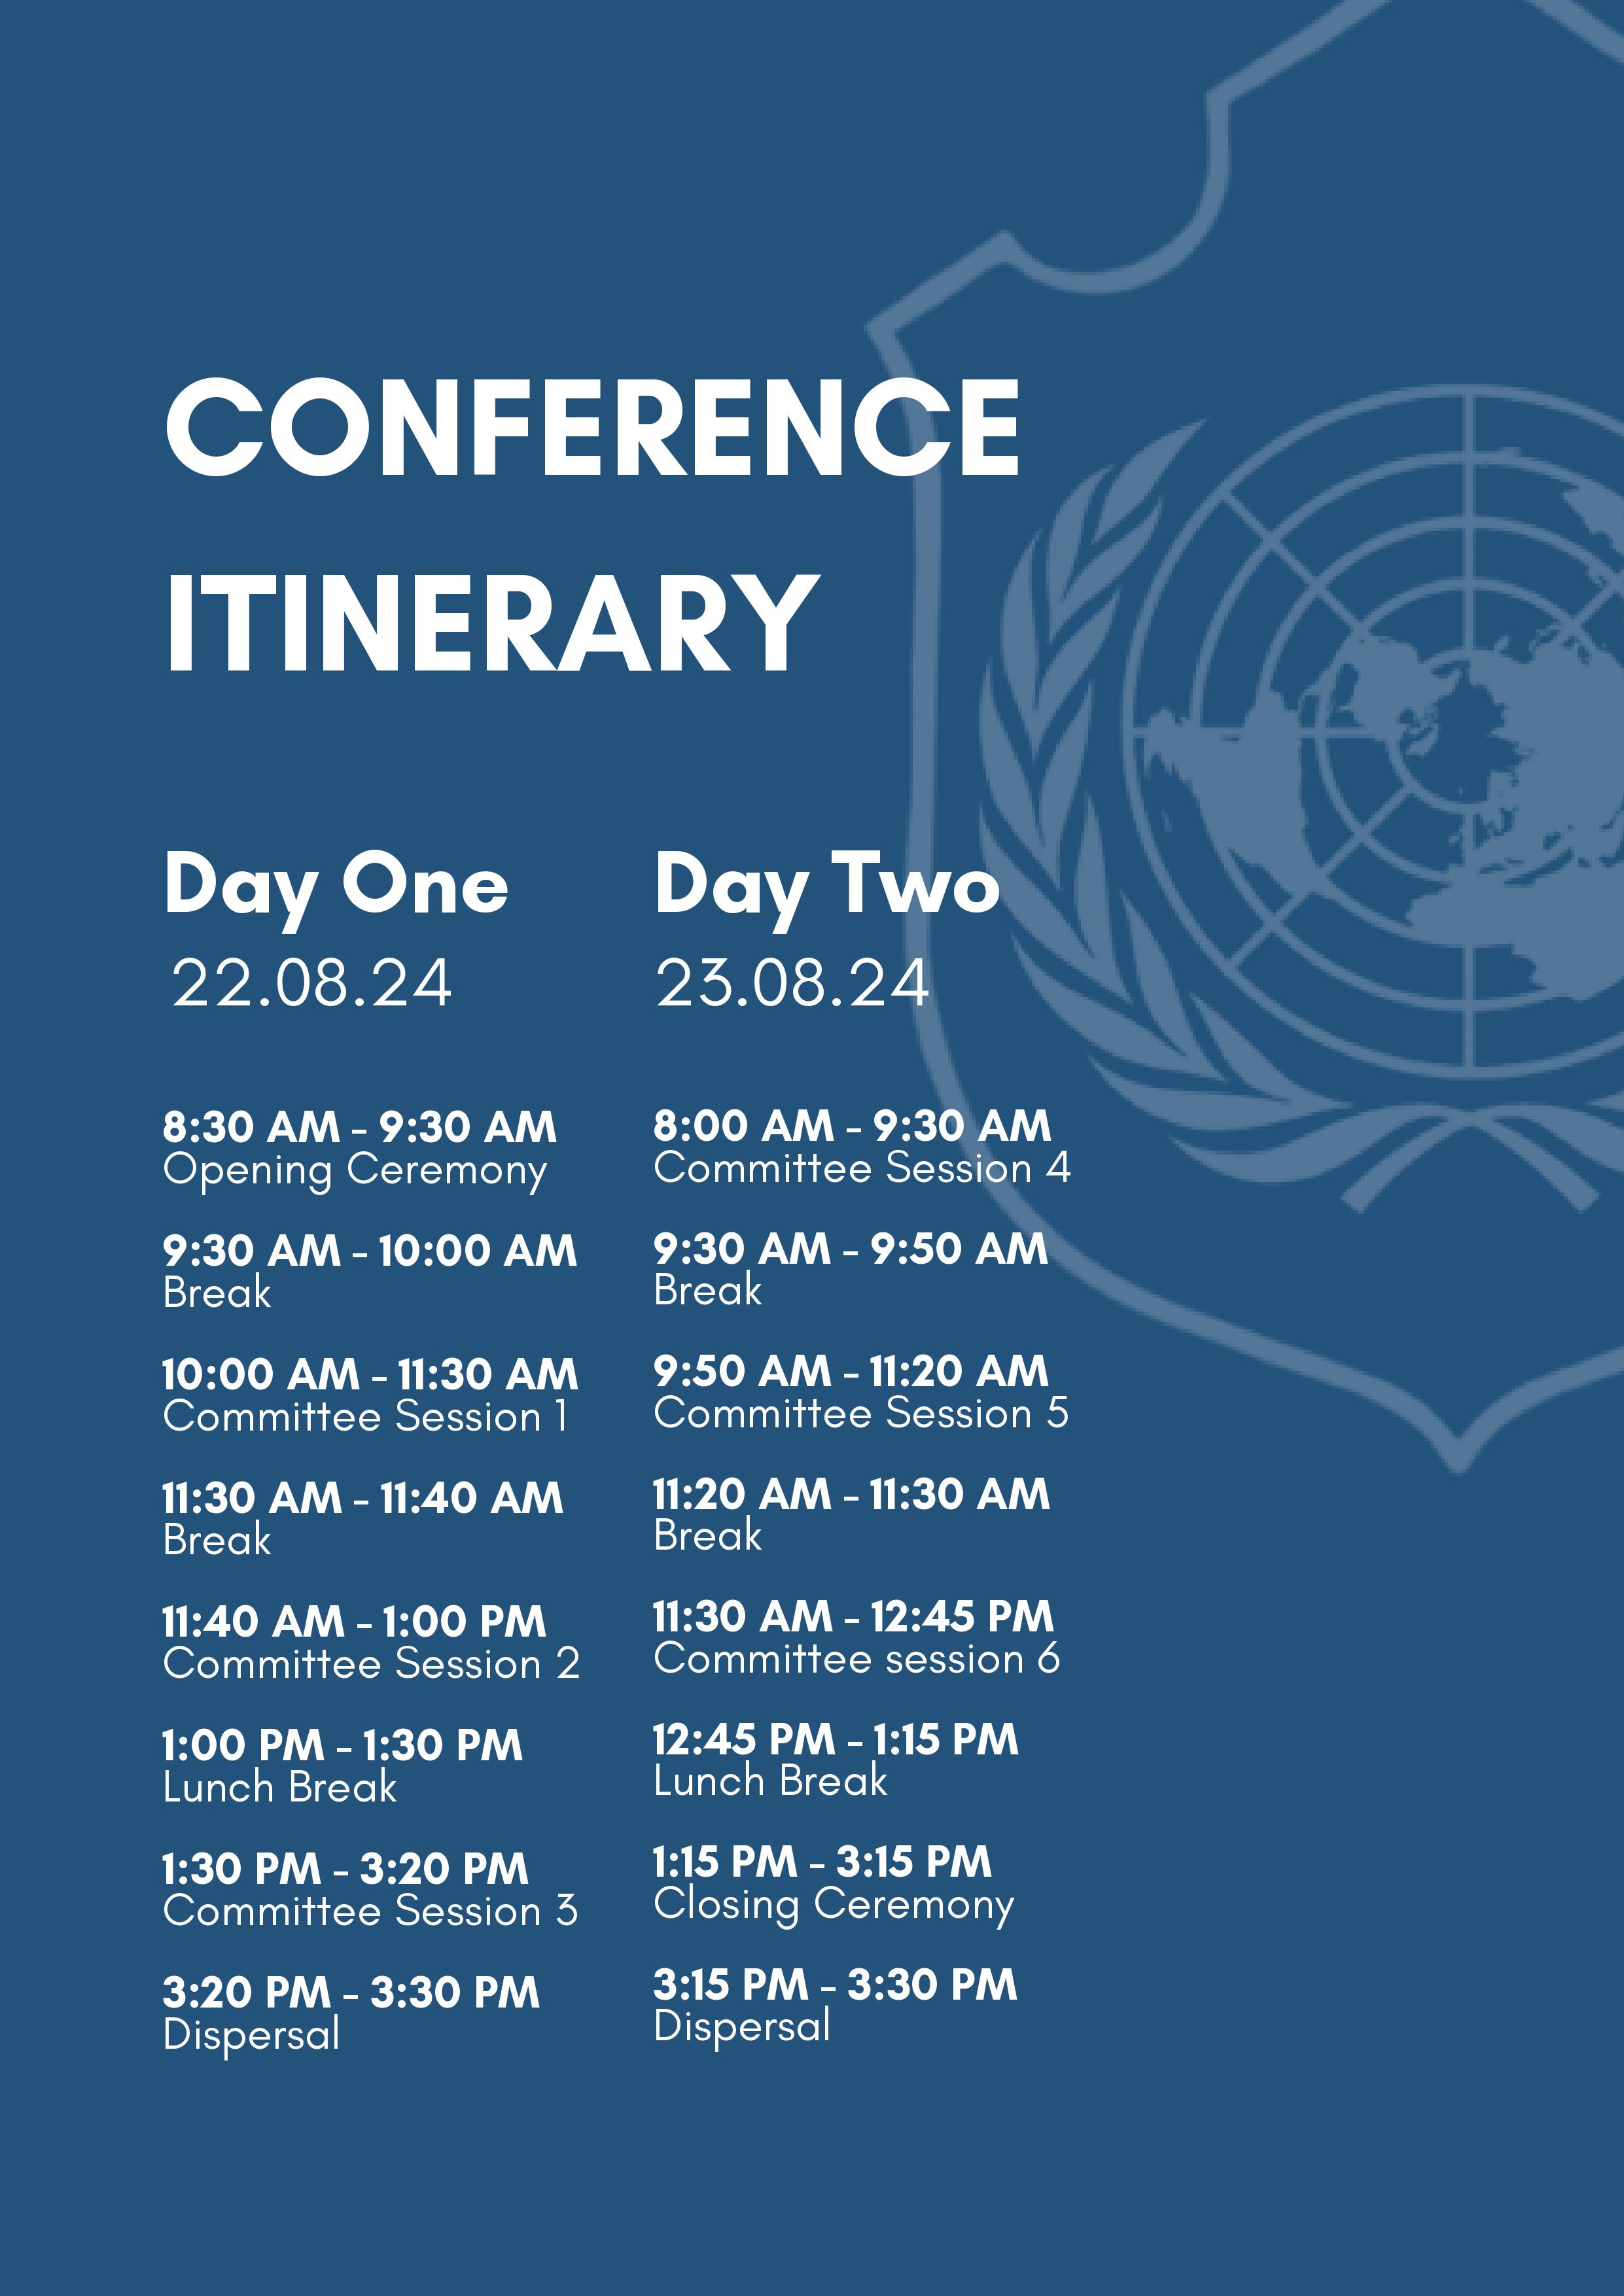 CONFERENCE
ITINERARY
Day One
22.08.24
8:30 AM - 9:30 AM
Opening Ceremony
9:30 AM - 10:00 AM
Break
10:00 AM - 11:30 AM
Committee Session 1
11:30 AM - 11:40 AM
Break
11:40 AM - 1:00 PM
Committee Session 2
1:00 PM - 1:30 PM
Lunch Break
1:30 PM - 3:20 PM
Committee Session 3
3:20 PM - 3:30 PM
Dispersal
Day Two
23.08.24
8:00 AM - 9:30 AM
Committee Session 4
9:30 AM - 9:50 AM
Break
9:50 AM - 11:20 AM
Committee Session 5
11:20 AM - 11:30 AM
Break
11:30 AM - 12:45 PM
Committee session 6
12:45 PM - 1:15 PM
Lunch Break
1:15 PM - 3:15 PM
Closing Ceremony
3:15 PM - 3:30 PM
Dispersal